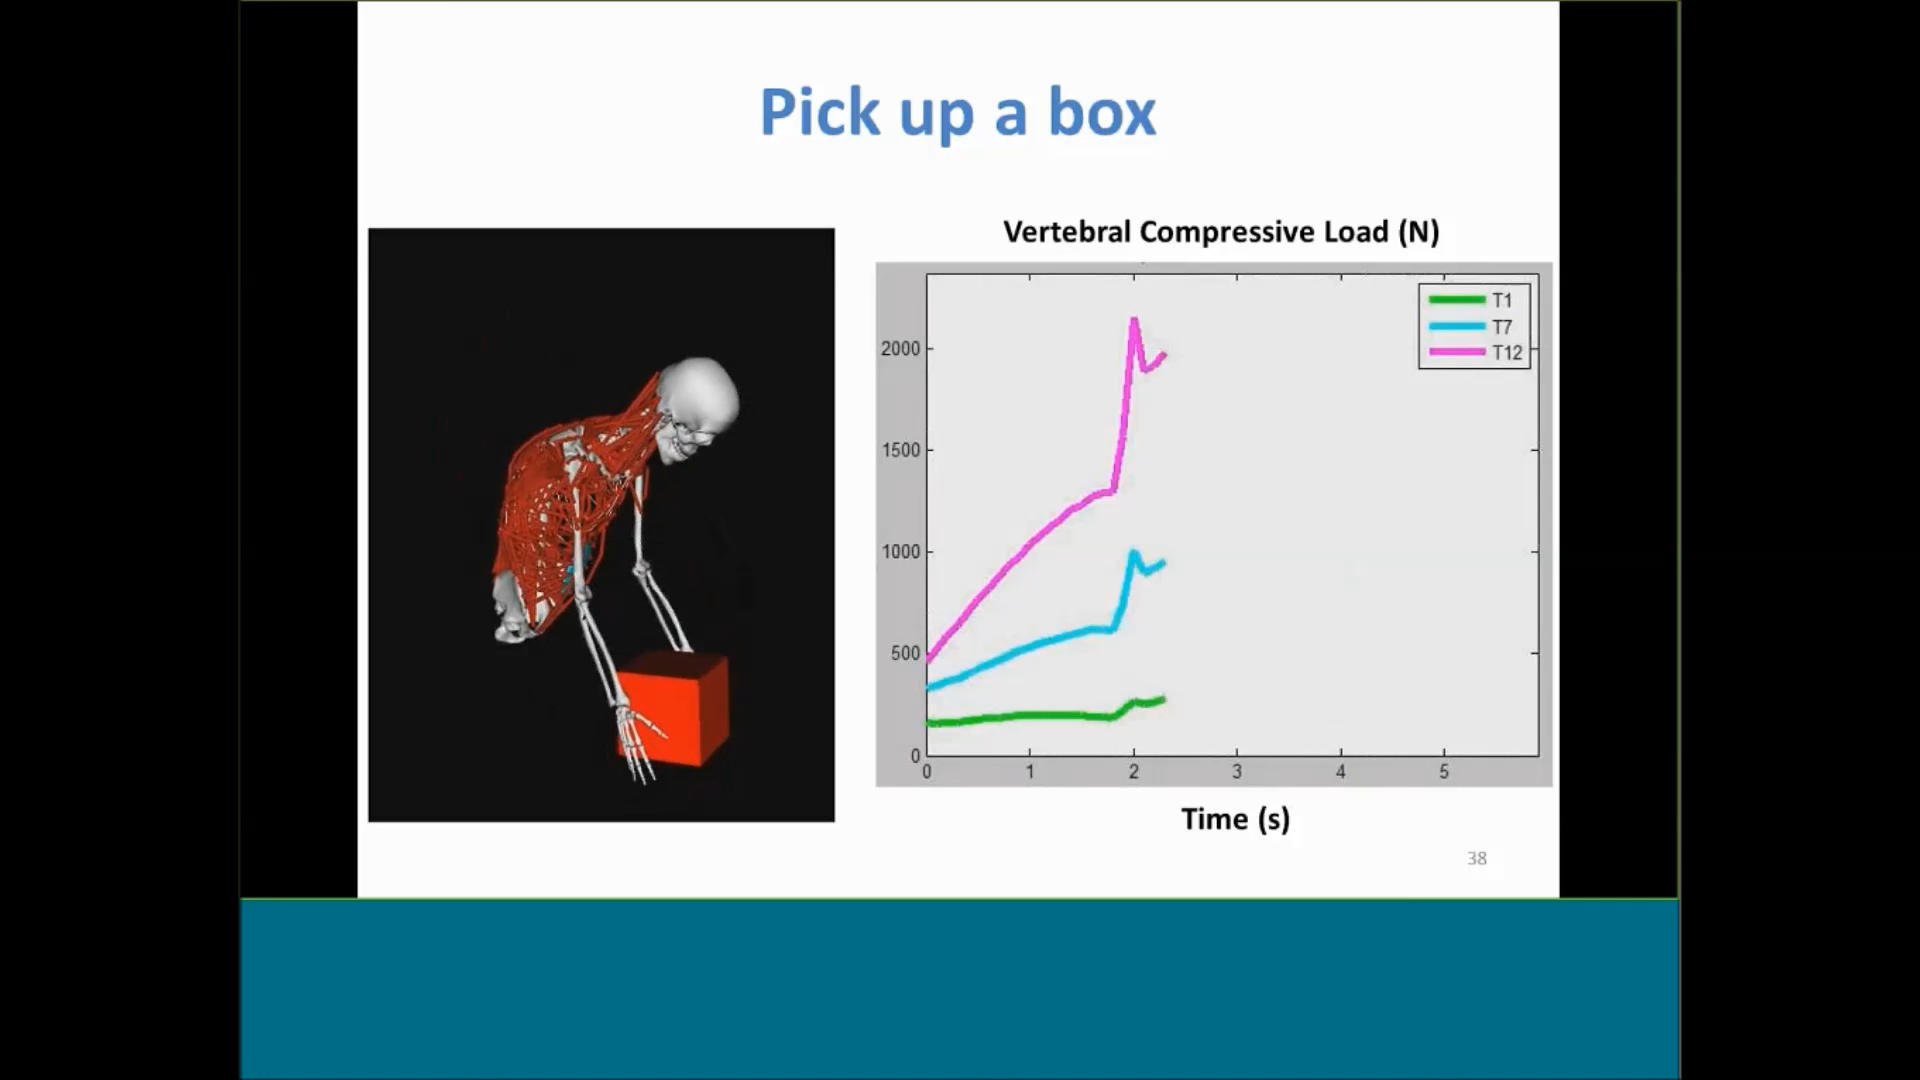 Pick up a box
Vertebral Compressive Load (N)
T1
T7
T12
2000
1500
1000
500
0
0 1 2 3 4 5
Time (s)
38